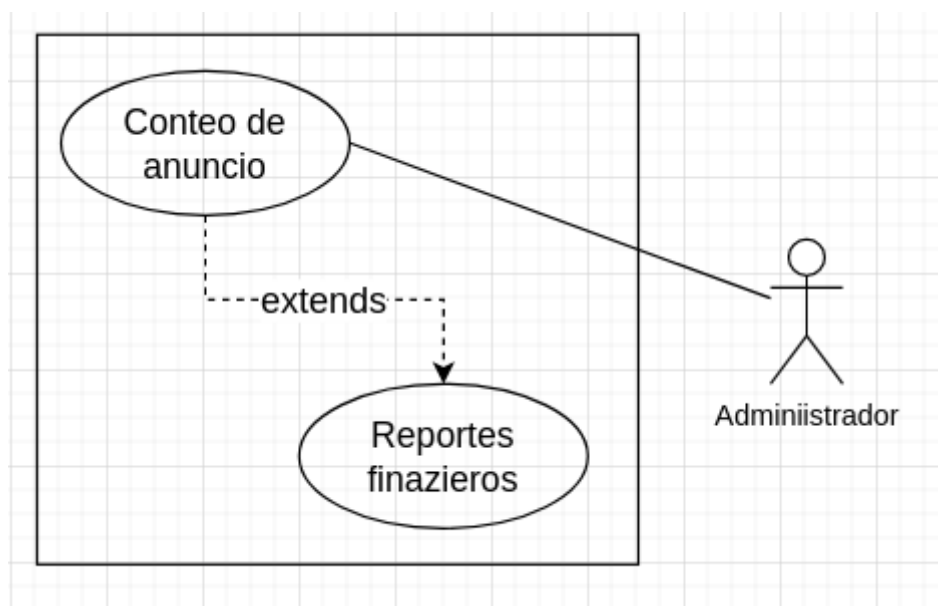 Conteo de
anuncio
extends
Adminiistrador
Reportes
finazieros